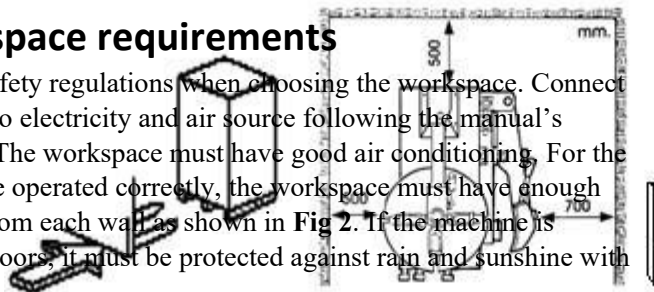 space requirements
mm.
fety regulations when choosing the workspace. Connect
500
o electricity and air source following the manual's
The workspace must have good air conditioning. For the
e operated correctly, the workspace must have enough
om each wall as shown in Fig 2. If the machine is
700
oors, it must be protected against rain and sunshine with